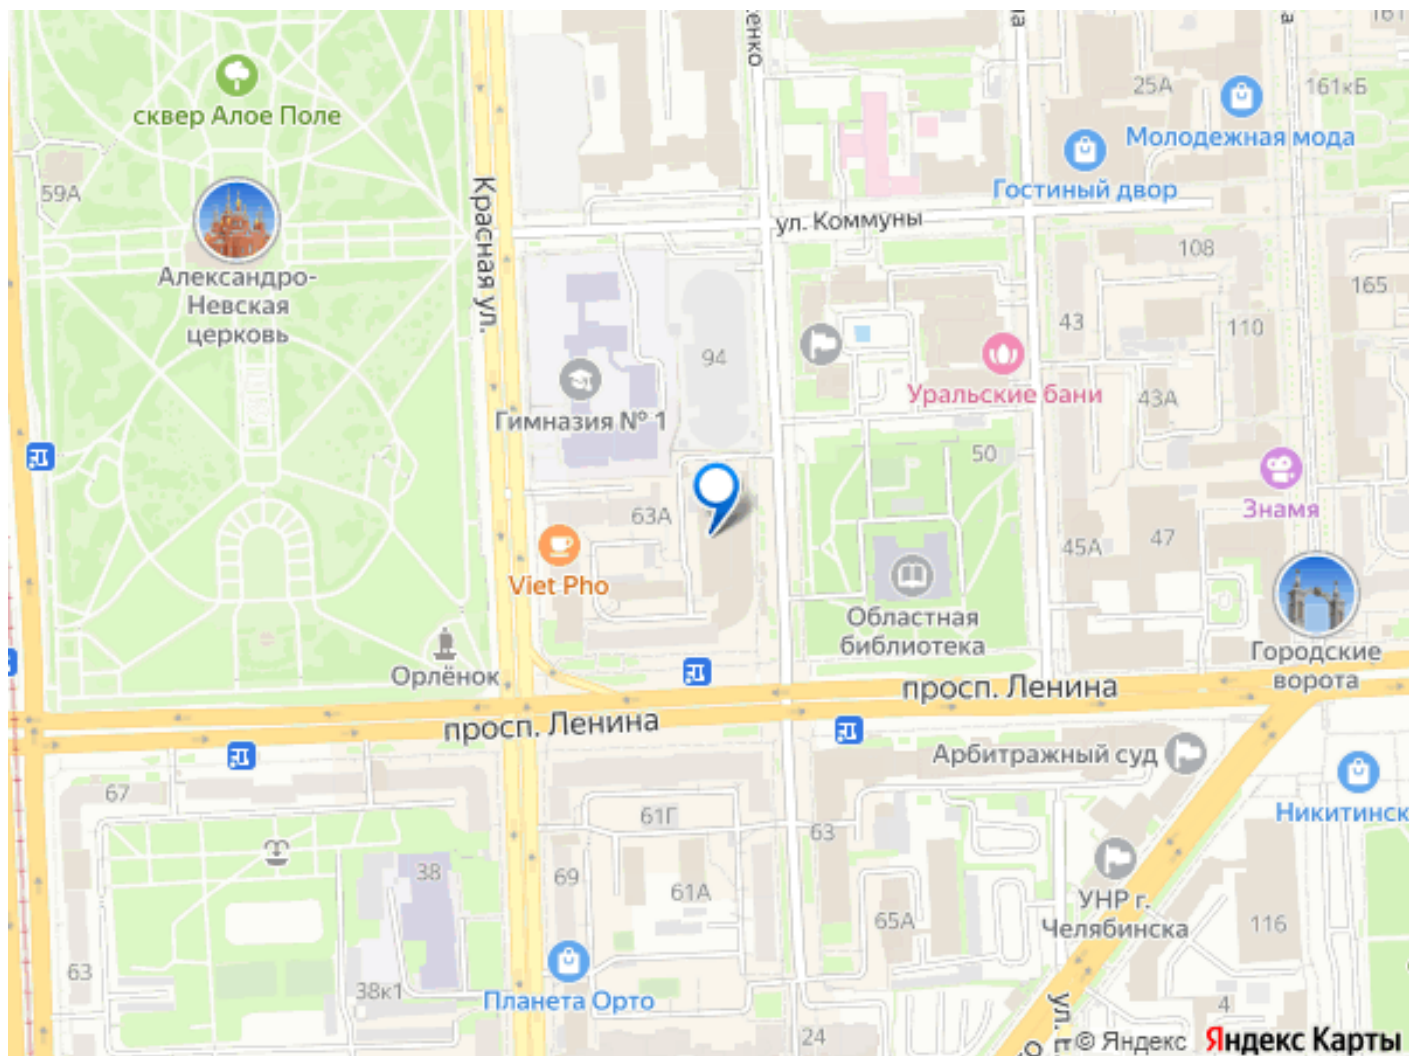 сквер Алое Поле
59А
Александро-
Невская
церковь
Красная ул.
ул. Коммуны
25А
161кБ
Молодежная мода
Гостиный двор
108
165
43
110
94
Гимназия № 1
Уральские бани
43А
50
Знамя
63А
Viet Pho
45А
47
Областная
библиотека
Городские
ворота
Орлёнок
просп. Ленина
просп. Ленина
Арбитражный суд
67
61Г
63
Никитинск
38
69
61А
65А
УНР г.
Челябинска
116
63
38к1
Планета Орто
4
24
ул.
© Яндекс Яндекс Карты